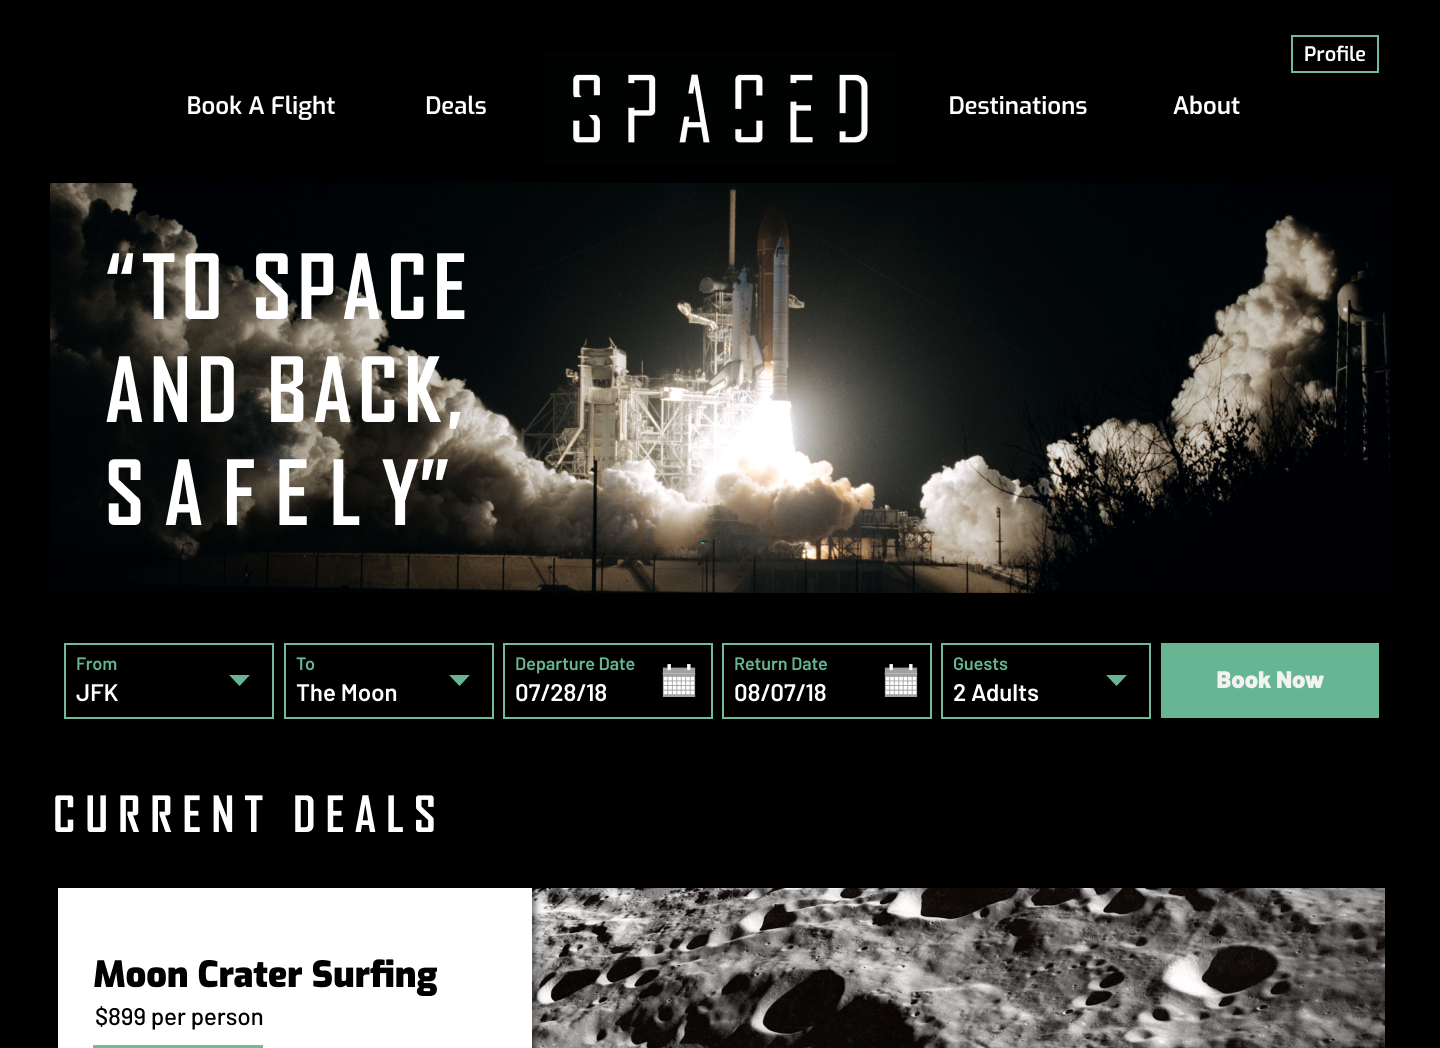 Profile
Book A Flight
Deals
SPACED
Destinations
About
“TO SPACE
AND BACK,
SAFELY”
From
JFK
To
The Moon
Departure Date
07/28/18
Return Date
08/07/18
Guests
2 Adults
Book Now
CURRENT DEALS
Moon Crater Surfing
$899 per person